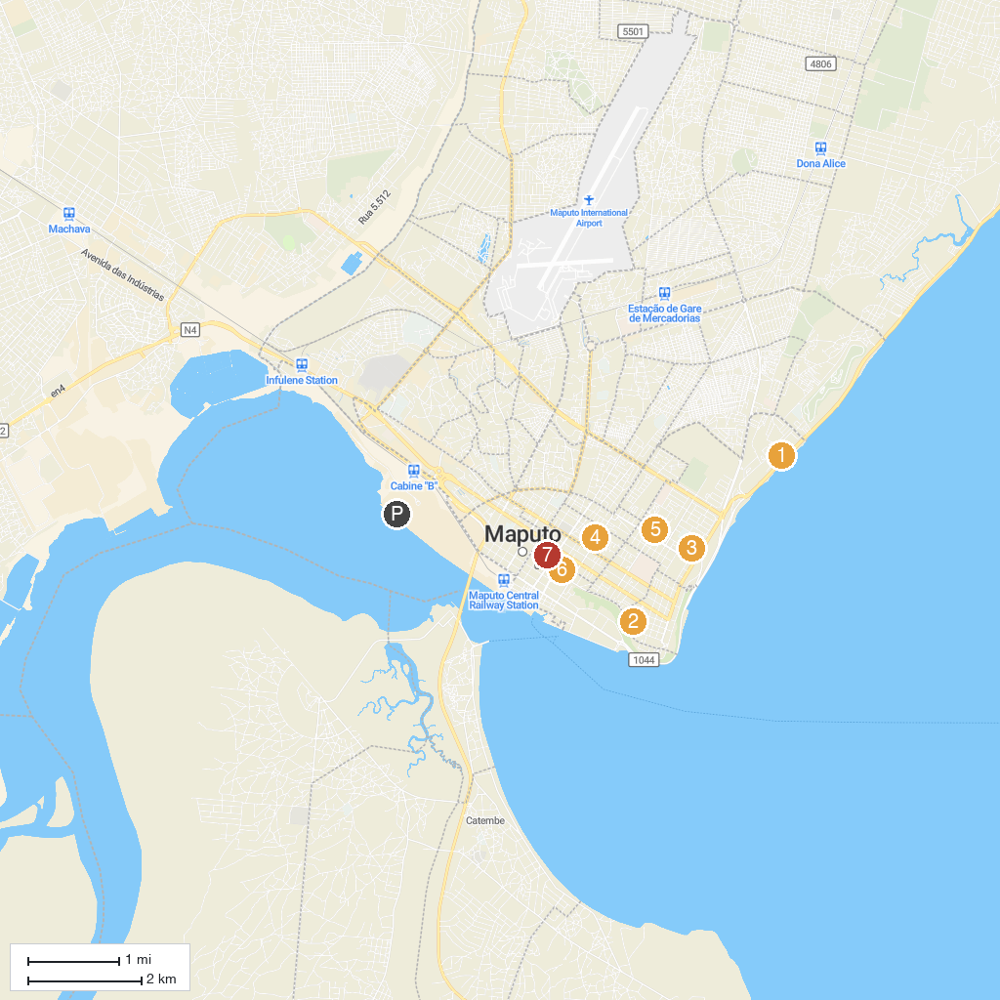 5501
4806
Dona Alice
Rua 5.512
Maputo International
Airport
Machava
Avenida das Indústrias
Estação de Gare
de Mercadorias
N4
Infulene Station
en4
2
1
Cabine "B"
P
Maputo
4
5
3
7
6
Maputo Central
Railway Station
2
1044
Catembe
1 mi
2 km